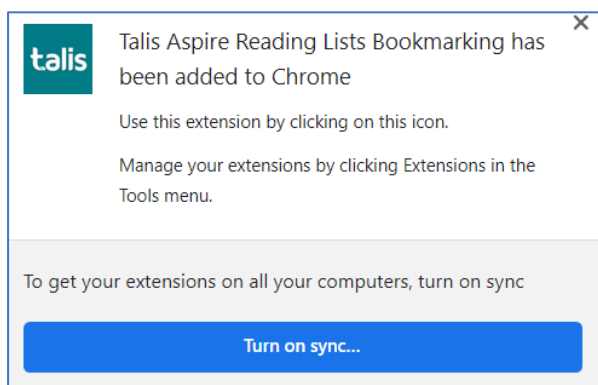 talis
Talis Aspire Reading Lists Bookmarking has
been added to Chrome
Use this extension by clicking on this icon.
Manage your extensions by clicking Extensions in the
Tools menu.
To get your extensions on all your computers, turn on sync
Turn on sync...